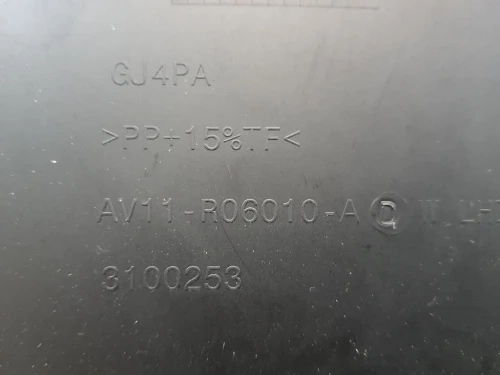 GJ4PA
>PP+15%TF<
AV11-R06010-A D
3100253